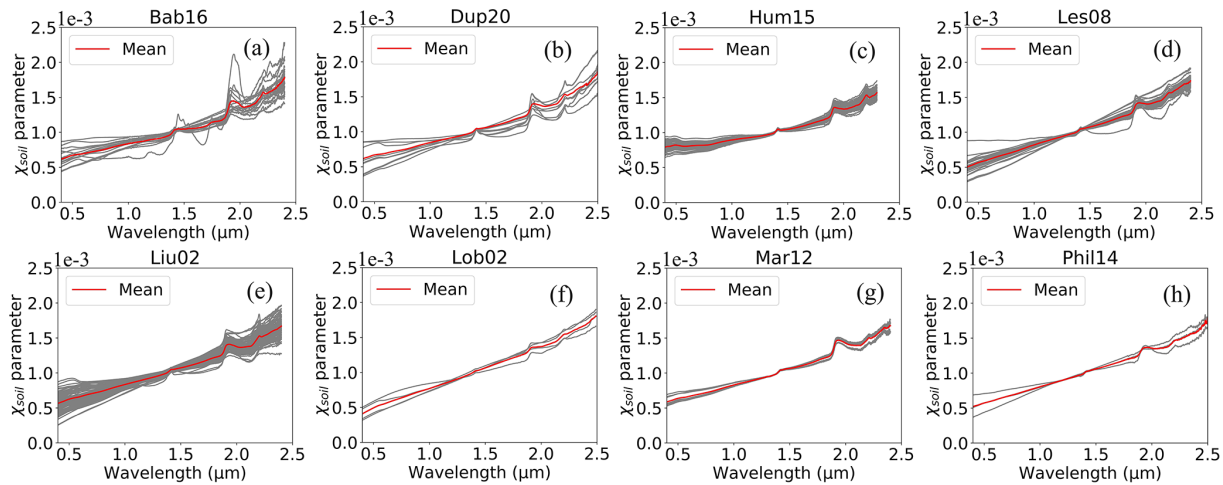 1e-3 Bab16
2.5
2.0
1.5
1.0
0.5
0.0
χsoil parameter
Mean
(a)
0.5 1.0 1.5 2.0 2.5
Wavelength (μm)
1e-3 Dup20
2.5
2.0
1.5
1.0
0.5
0.0
χsoil parameter
Mean
(b)
0.5 1.0 1.5 2.0 2.5
Wavelength (μm)
1e-3 Hum15
2.5
2.0
1.5
1.0
0.5
0.0
χsoil parameter
Mean
(c)
0.5 1.0 1.5 2.0 2.5
Wavelength (μm)
1e-3 Les08
2.5
2.0
1.5
1.0
0.5
0.0
χsoil parameter
Mean
(d)
0.5 1.0 1.5 2.0 2.5
Wavelength (μm)
1e-3 Liu02
2.5
2.0
1.5
1.0
0.5
0.0
χsoil parameter
Mean
(e)
0.5 1.0 1.5 2.0 2.5
Wavelength (μm)
1e-3 Lob02
2.5
2.0
1.5
1.0
0.5
0.0
χsoil parameter
Mean
(f)
0.5 1.0 1.5 2.0 2.5
Wavelength (μm)
1e-3 Mar12
2.5
2.0
1.5
1.0
0.5
0.0
χsoil parameter
Mean
(g)
0.5 1.0 1.5 2.0 2.5
Wavelength (μm)
1e-3 Phil14
2.5
2.0
1.5
1.0
0.5
0.0
χsoil parameter
Mean
(h)
0.5 1.0 1.5 2.0 2.5
Wavelength (μm)